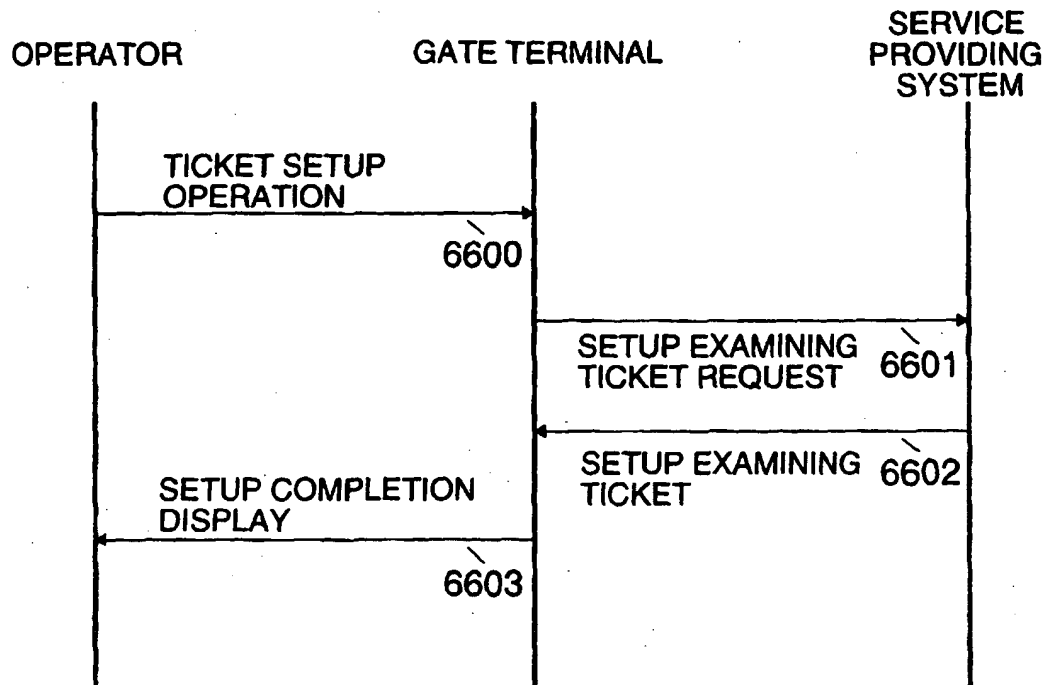 OPERATOR
GATE TERMINAL
SERVICE
PROVIDING
SYSTEM
TICKET SETUP
OPERATION
6600
SETUP EXAMINING
TICKET REQUEST
6601
SETUP EXAMINING
TICKET
6602
SETUP COMPLETION
DISPLAY
6603